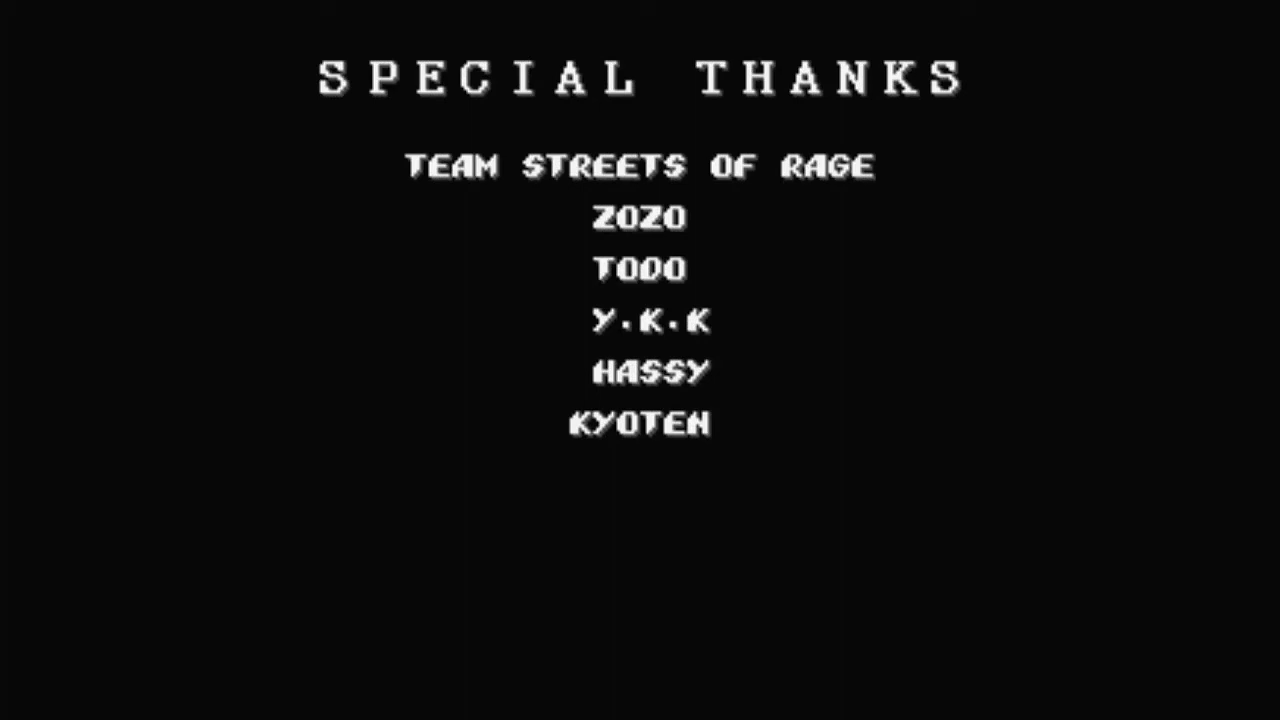 SPECIAL THANKS
TEAM STREETS OF RAGE
ZOZO
TODO
Y.K.K
HASSY
KYOTEN